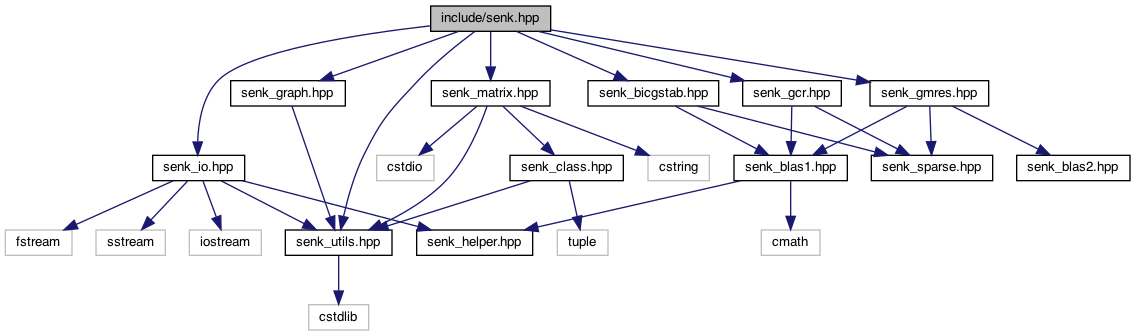 include/senk.hpp
senk_graph.hpp
senk_matrix.hpp
senk_bicgstab.hpp
senk_gcr.hpp
senk_gmres.hpp
senk_io.hpp
cstdio
senk_class.hpp
cstring
senk_blas1.hpp
senk_sparse.hpp
senk_blas2.hpp
fstream
sstream
iostream
senk_utils.hpp
senk_helper.hpp
tuple
cmath
cstdlib